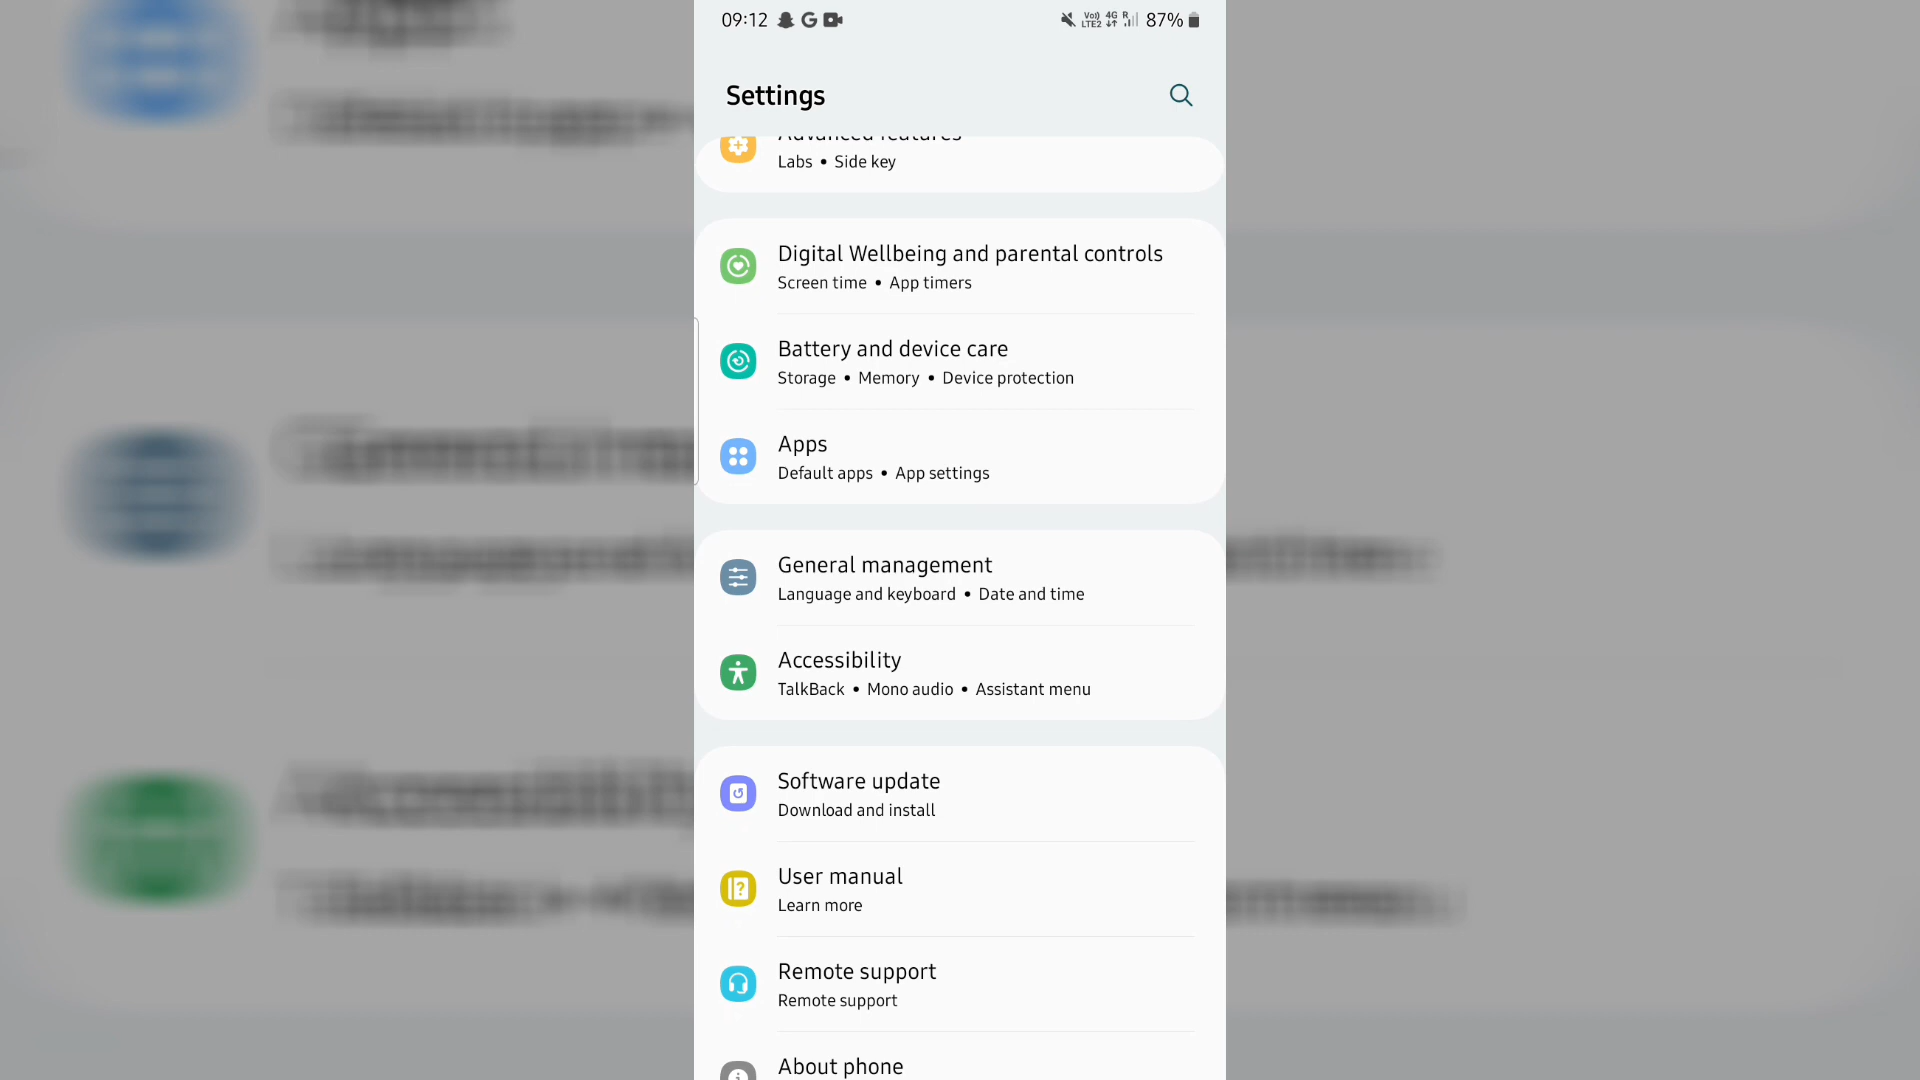 09:12 Vo)) LTE2 4G R 87%
Settings
Advanced features
Labs • Side key
Digital Wellbeing and parental controls
Screen time • App timers
Battery and device care
Storage • Memory • Device protection
Apps
Default apps • App settings
General management
Language and keyboard • Date and time
Accessibility
TalkBack • Mono audio • Assistant menu
Software update
Download and install
User manual
Learn more
Remote support
Remote support
About phone